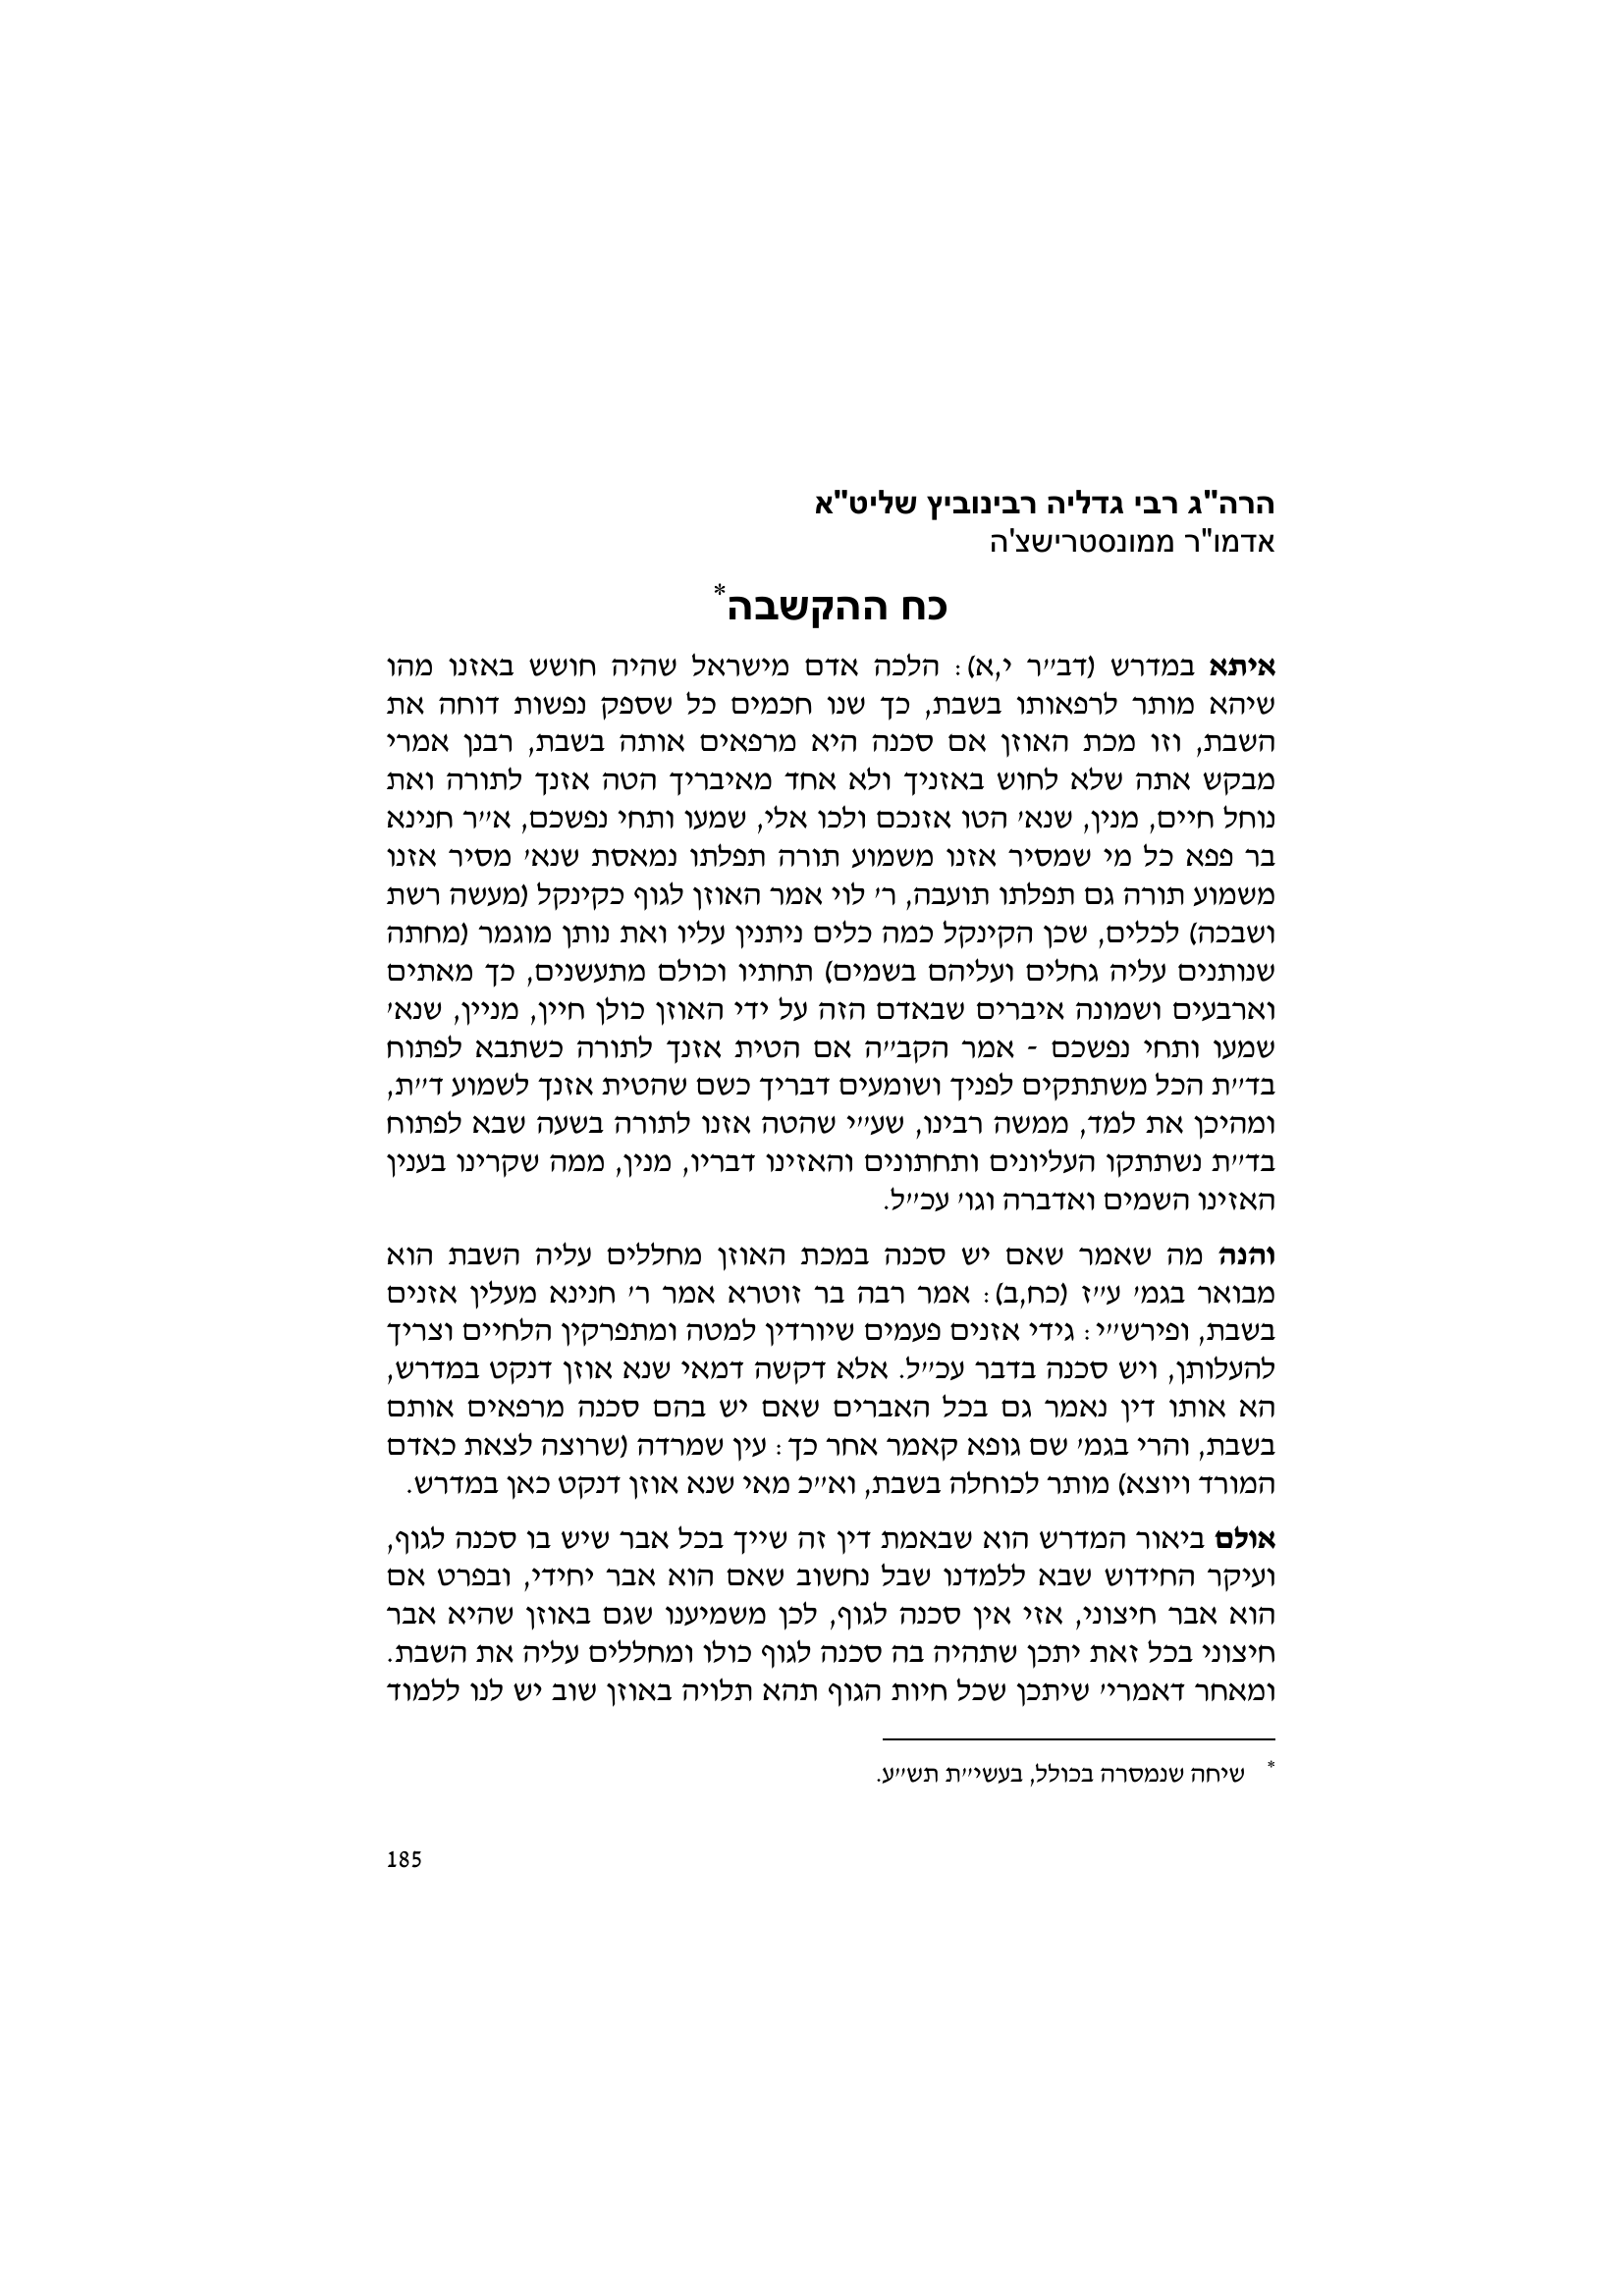 הרה"ג רבי גדליה רבינוביץ שליט"א
אדמו"ר ממונסטרישצ'ה
כח ההקשבה*
איתא במדרש (דב״ר י,א): הלכה אדם מישראל שהיה חושש באזנו מהו
שיהא מותר לרפאותו בשבת, כך שנו חכמים כל שספק נפשות דוחה את
השבת, וזו מכת האוזן אם סכנה היא מרפאים אותה בשבת, רבנן אמרי
מבקש אתה שלא לחוש באזניך ולא אחד מאיבריך הטה אזנך לתורה ואת
נוחל חיים, מנין, שנא׳ הטו אזנכם ולכו אלי, שמעו ותחי נפשכם, א״ר חנינא
בר פפא כל מי שמסיר אזנו משמוע תורה תפלתו נמאסת שנא׳ מסיר אזנו
משמוע תורה גם תפלתו תועבה, ר׳ לוי אמר האוזן לגוף כקינקל (מעשה רשת
ושבכה) לכלים, שכן הקינקל כמה כלים ניתנין עליו ואת נותן מוגמר (מחתה
שנותנים עליה גחלים ועליהם בשמים) תחתיו וכולם מתעשנים, כך מאתים
וארבעים ושמונה איברים שבאדם הזה על ידי האוזן כולן חיין, מניין, שנא׳
שמעו ותחי נפשכם - אמר הקב״ה אם הטית אזנך לתורה כשתבא לפתוח
בד״ת הכל משתתקים לפניך ושומעים דבריך כשם שהטית אזנך לשמוע ד״ת,
ומהיכן את למד, ממשה רבינו, שע״י שהטה אזנו לתורה בשעה שבא לפתוח
בד״ת נשתתקו העליונים ותחתונים והאזינו דבריו, מנין, ממה שקרינו בענין
האזינו השמים ואדברה וגו׳ עכ״ל.
והנה מה שאמר שאם יש סכנה במכת האוזן מחללים עליה השבת הוא
מבואר בגמ׳ ע״ז (כח,ב): אמר רבה בר זוטרא אמר ר׳ חנינא מעלין אזנים
בשבת, ופירש״י: גידי אזנים פעמים שיורדין למטה ומתפרקין הלחיים וצריך
להעלותן, ויש סכנה בדבר עכ״ל. אלא דקשה דמאי שנא אוזן דנקט במדרש,
הא אותו דין נאמר גם בכל האברים שאם יש בהם סכנה מרפאים אותם
בשבת, והרי בגמ׳ שם גופא קאמר אחר כך: עין שמרדה (שרוצה לצאת כאדם
המורד ויוצא) מותר לכוחלה בשבת, וא״כ מאי שנא אוזן דנקט כאן במדרש.
אולם ביאור המדרש הוא שבאמת דין זה שייך בכל אבר שיש בו סכנה לגוף,
ועיקר החידוש שבא ללמדנו שבל נחשוב שאם הוא אבר יחידי, ובפרט אם
הוא אבר חיצוני, אזי אין סכנה לגוף, לכן משמיענו שגם באוזן שהיא אבר
חיצוני בכל זאת יתכן שתהיה בה סכנה לגוף כולו ומחללים עליה את השבת.
ומאחר דאמרי׳ שיתכן שכל חיות הגוף תהא תלויה באוזן שוב יש לנו ללמוד
* שיחה שנמסרה בכולל, בעשי״ת תש״ע.
185